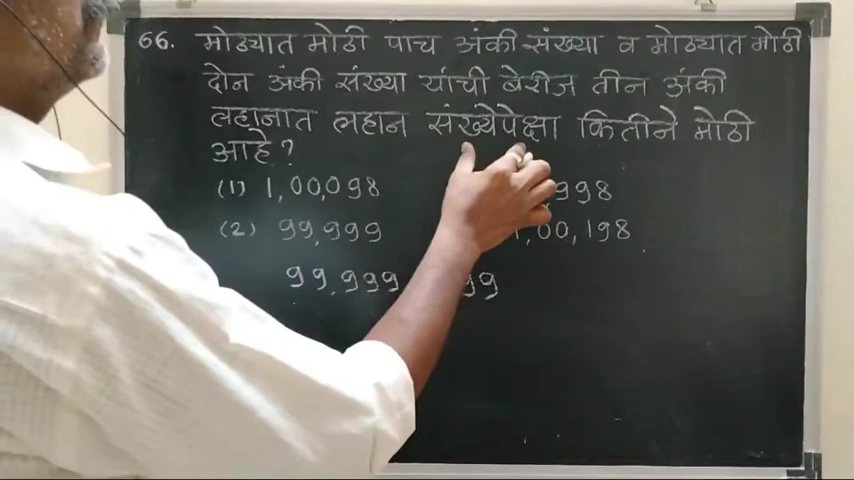 66. मोठ्यात मोठी पाच अंकी संख्या व मोठ्यात मोठी
दोन अंकी संख्या यांची बेरीज तीन अंकी
लहानात लहान संख्येपेक्षा कितीने मोठी
आहे?
(1) 1,00,098 998
(2) 99,999 1,00,198
99,999 99